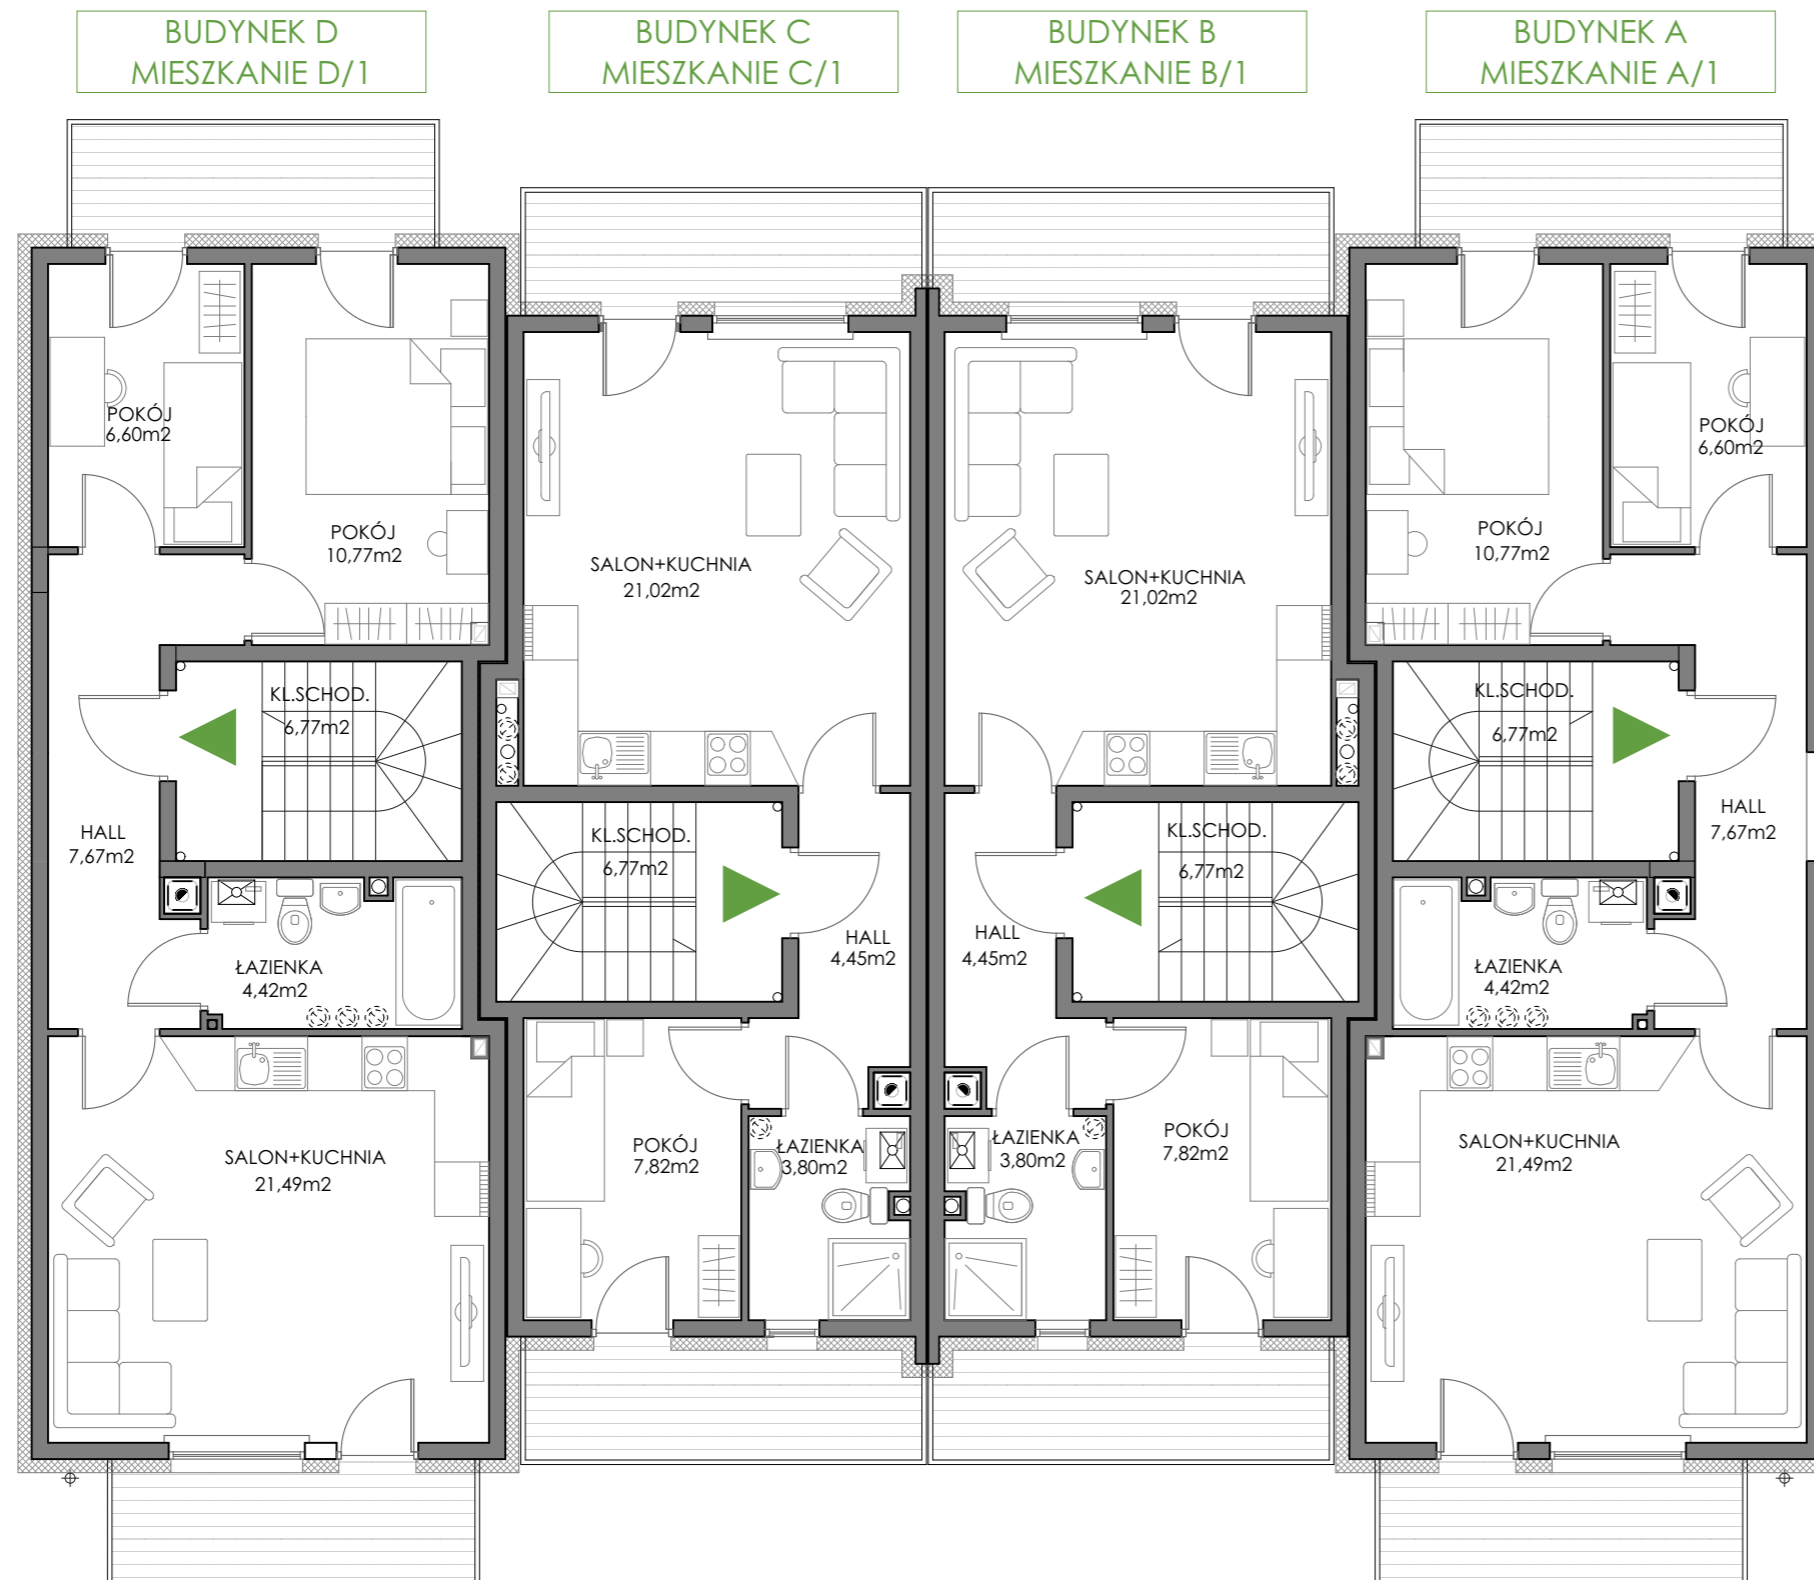 BUDYNEK D
MIESZKANIE D/1
BUDYNEK C
MIESZKANIE C/1
BUDYNEK B
MIESZKANIE B/1
BUDYNEK A
MIESZKANIE A/1
POKÓJ
6,60m2
POKÓJ
10,77m2
KL.SCHOD.
6,77m2
HALL
7,67m2
ŁAZIENKA
4,42m2
SALON+KUCHNIA
21,49m2
SALON+KUCHNIA
21,02m2
KL.SCHOD.
6,77m2
HALL
4,45m2
POKÓJ
7,82m2
ŁAZIENKA
3,80m2
SALON+KUCHNIA
21,02m2
KL.SCHOD.
6,77m2
HALL
4,45m2
ŁAZIENKA
3,80m2
POKÓJ
7,82m2
POKÓJ
10,77m2
POKÓJ
6,60m2
KL.SCHOD.
6,77m2
HALL
7,67m2
ŁAZIENKA
4,42m2
SALON+KUCHNIA
21,49m2